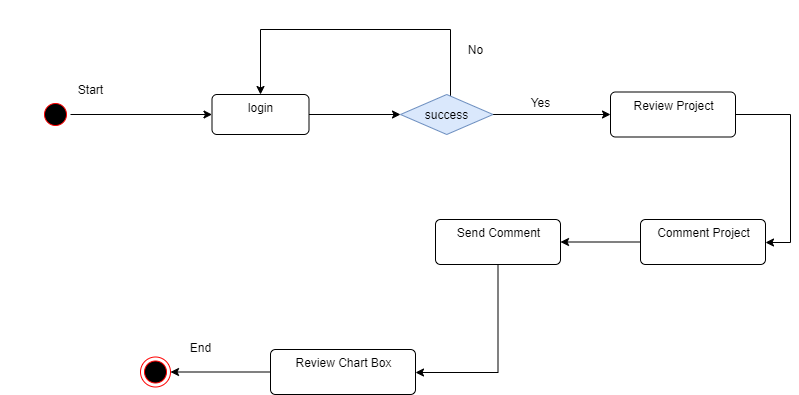 No
Start
login
success
Yes
Review Project
Send Comment
Comment Project
End
Review Chart Box